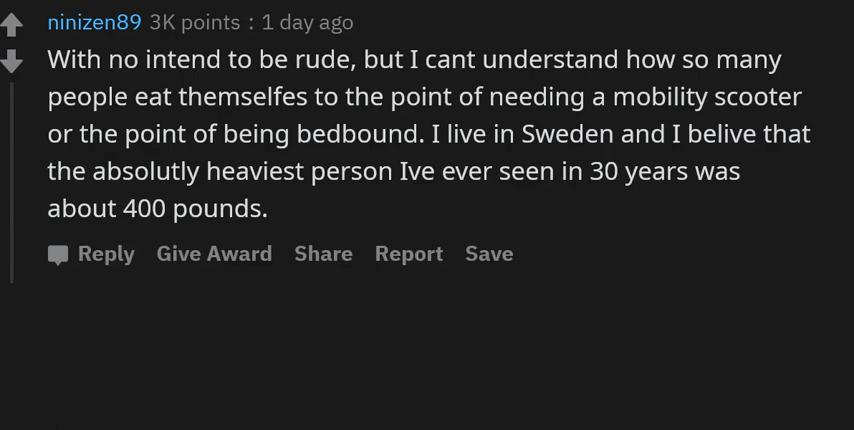 ninizen89 3K points : 1 day ago
With no intend to be rude, but I cant understand how so many
people eat themselfes to the point of needing a mobility scooter
or the point of being bedbound. I live in Sweden and I belive that
the absolutly heaviest person Ive ever seen in 30 years was
about 400 pounds.
Reply Give Award Share Report Save